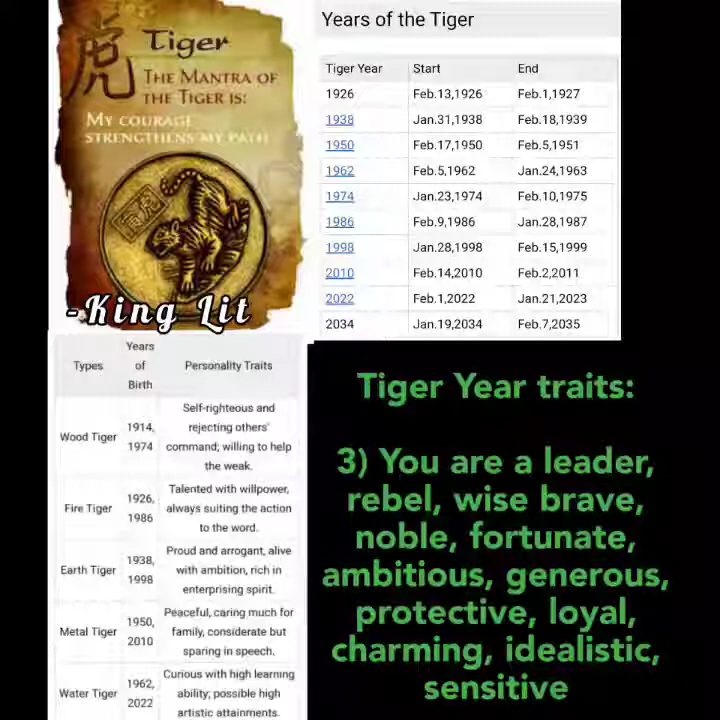 虎
Tiger
THE MANTRA OF
THE TIGER IS:
MY COURAGE
STRENGTHENS MY PATH
-King Lit
Years of the Tiger
Tiger Year Start End
1926 Feb.13,1926 Feb.1,1927
1938 Jan.31,1938 Feb.18,1939
1950 Feb.17,1950 Feb.5,1951
1962 Feb.5,1962 Jan.24,1963
1974 Jan.23,1974 Feb.10,1975
1986 Feb.9,1986 Jan.28,1987
1998 Jan.28,1998 Feb.15,1999
2010 Feb.14,2010 Feb.2,2011
2022 Feb.1,2022 Jan.21,2023
2034 Jan.19,2034 Feb.7,2035
Years
Types of Personality Traits
Birth
Self-righteous and
1914, rejecting others'
Wood Tiger
1974 command; willing to help
the weak.
Talented with willpower,
1926,
Fire Tiger always suiting the action
1986
to the word.
Proud and arrogant, alive
1938,
Earth Tiger with ambition, rich in
1998
enterprising spirit.
Peaceful, caring much for
1950,
Metal Tiger family, considerate but
2010
sparing in speech.
Curious with high learning
1962,
Water Tiger ability; possible high
2022
artistic attainments.
Tiger Year traits:
3) You are a leader,
rebel, wise brave,
noble, fortunate,
ambitious, generous,
protective, loyal,
charming, idealistic,
sensitive